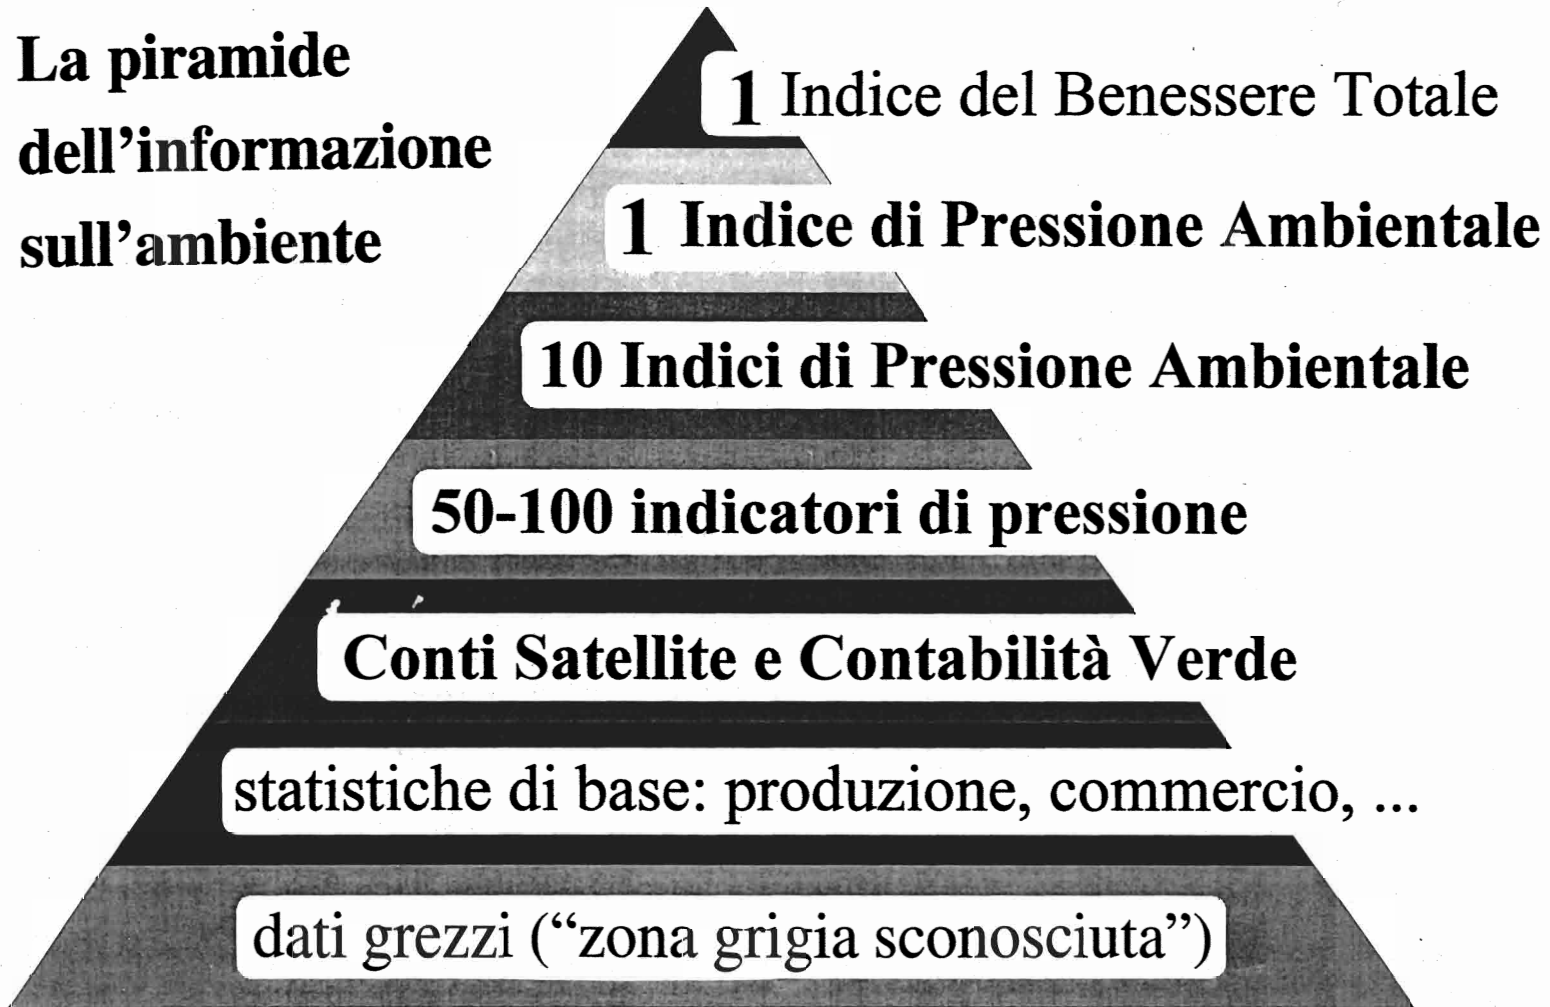 La piramide
dell’informazione
sull’ambiente
1 Indice del Benessere Totale
1 Indice di Pressione Ambientale
10 Indici di Pressione Ambientale
50-100 indicatori di pressione
Conti Satellite e Contabilità Verde
statistiche di base: produzione, commercio, ...
dati grezzi (“zona grigia sconosciuta”)